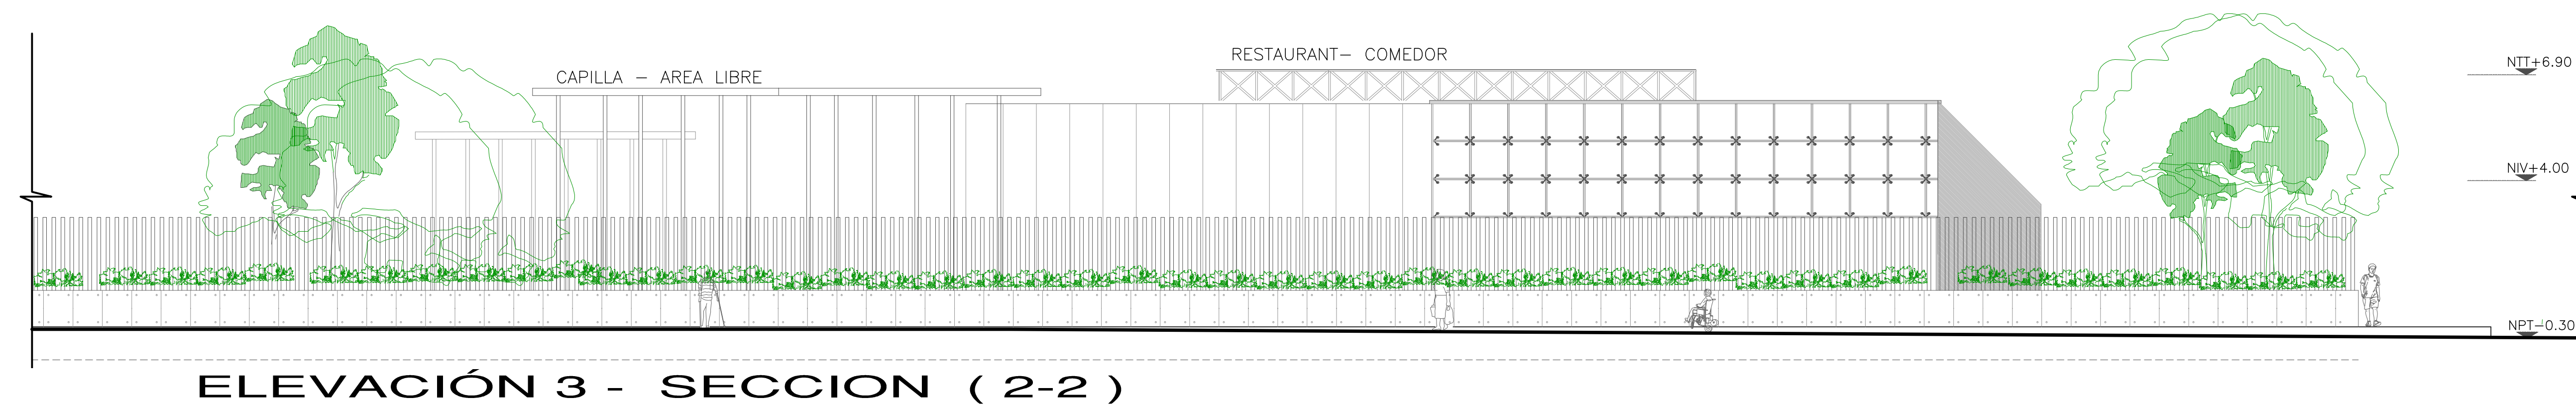 RESTAURANT- COMEDOR
CAPILLA - AREA LIBRE
NTT+6.90
NIV+4.00
NPT-0.30
ELEVACIÓN 3 - SECCION ( 2-2 )